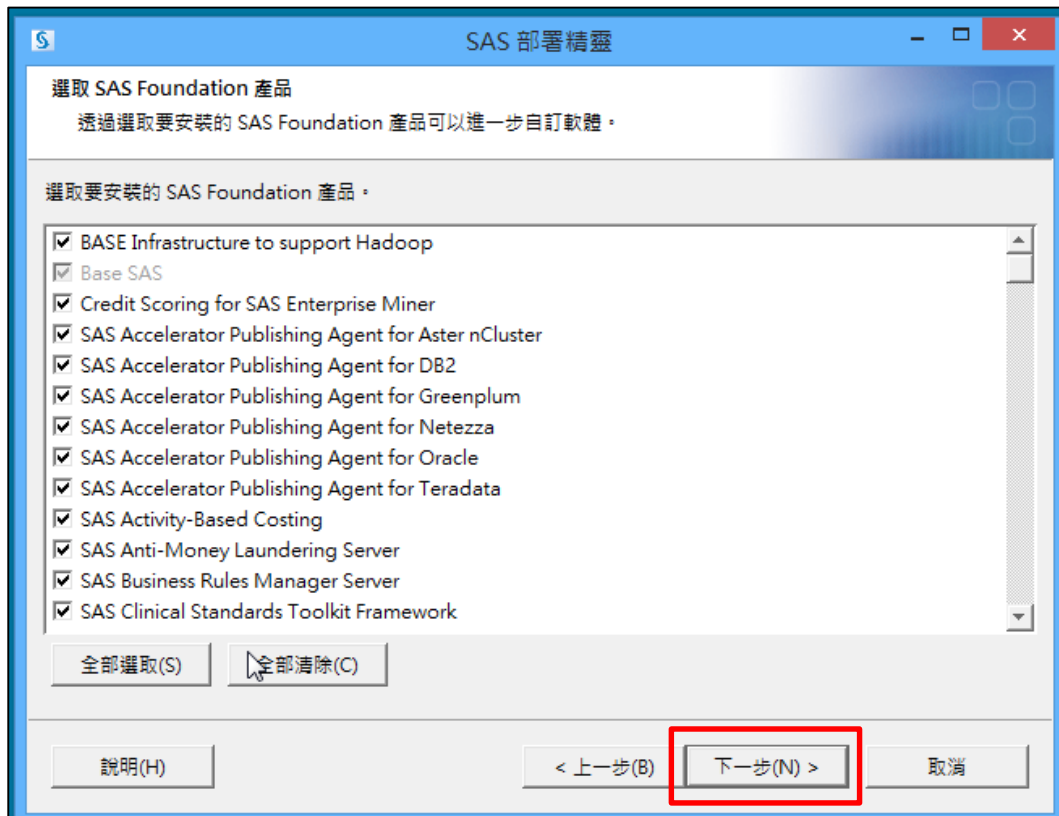 SAS 部署精靈
選取 SAS Foundation 產品
透過選取要安裝的 SAS Foundation 產品可以進一步自訂軟體。
選取要安裝的 SAS Foundation 產品。
BASE Infrastructure to support Hadoop
Base SAS
Credit Scoring for SAS Enterprise Miner
SAS Accelerator Publishing Agent for Aster nCluster
SAS Accelerator Publishing Agent for DB2
SAS Accelerator Publishing Agent for Greenplum
SAS Accelerator Publishing Agent for Netezza
SAS Accelerator Publishing Agent for Oracle
SAS Accelerator Publishing Agent for Teradata
SAS Activity-Based Costing
SAS Anti-Money Laundering Server
SAS Business Rules Manager Server
SAS Clinical Standards Toolkit Framework
全部選取(S) 全部清除(C)
說明(H) < 上一步(B) 下一步(N) > 取消